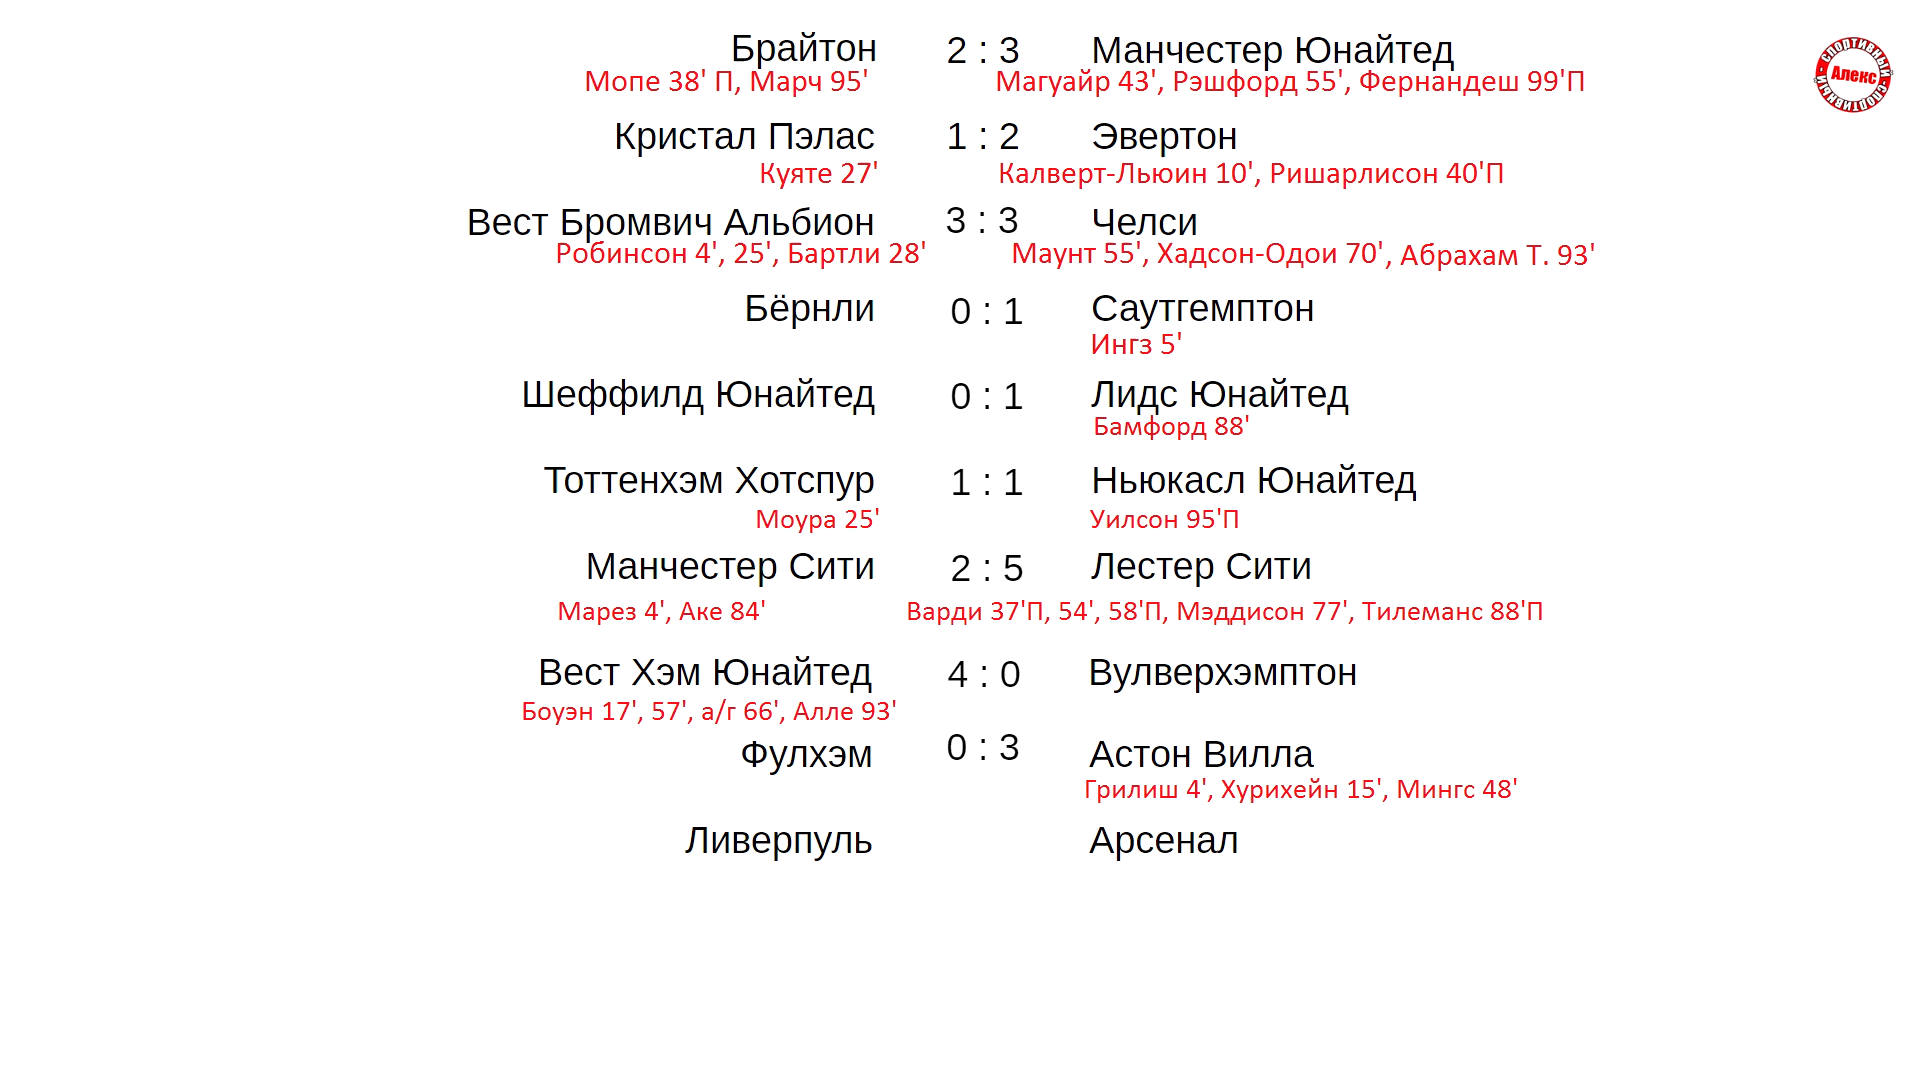 Брайтон 2 : 3 Манчестер Юнайтед
Мопе 38' П, Марч 95' Магуайр 43', Рэшфорд 55', Фернандеш 99'П
Кристал Пэлас 1 : 2 Эвертон
Куяте 27' Калверт-Льюин 10', Ришарлисон 40'П
Вест Бромвич Альбион 3 : 3 Челси
Робинсон 4', 25', Бартли 28' Маунт 55', Хадсон-Одои 70', Абрахам Т. 93'
Бёрнли 0 : 1 Саутгемптон
Ингз 5'
Шеффилд Юнайтед 0 : 1 Лидс Юнайтед
Бамфорд 88'
Тоттенхэм Хотспур 1 : 1 Ньюкасл Юнайтед
Моура 25' Уилсон 95'П
Манчестер Сити 2 : 5 Лестер Сити
Марез 4', Аке 84' Варди 37'П, 54', 58'П, Мэддисон 77', Тилеманс 88'П
Вест Хэм Юнайтед 4 : 0 Вулверхэмптон
Боуэн 17', 57', а/г 66', Алле 93'
Фулхэм 0 : 3 Астон Вилла
Грилиш 4', Хурихейн 15', Мингс 48'
Ливерпуль Арсенал
СПОРТИВНЫЙ
Алекс
СПОРТИВНЫЙ